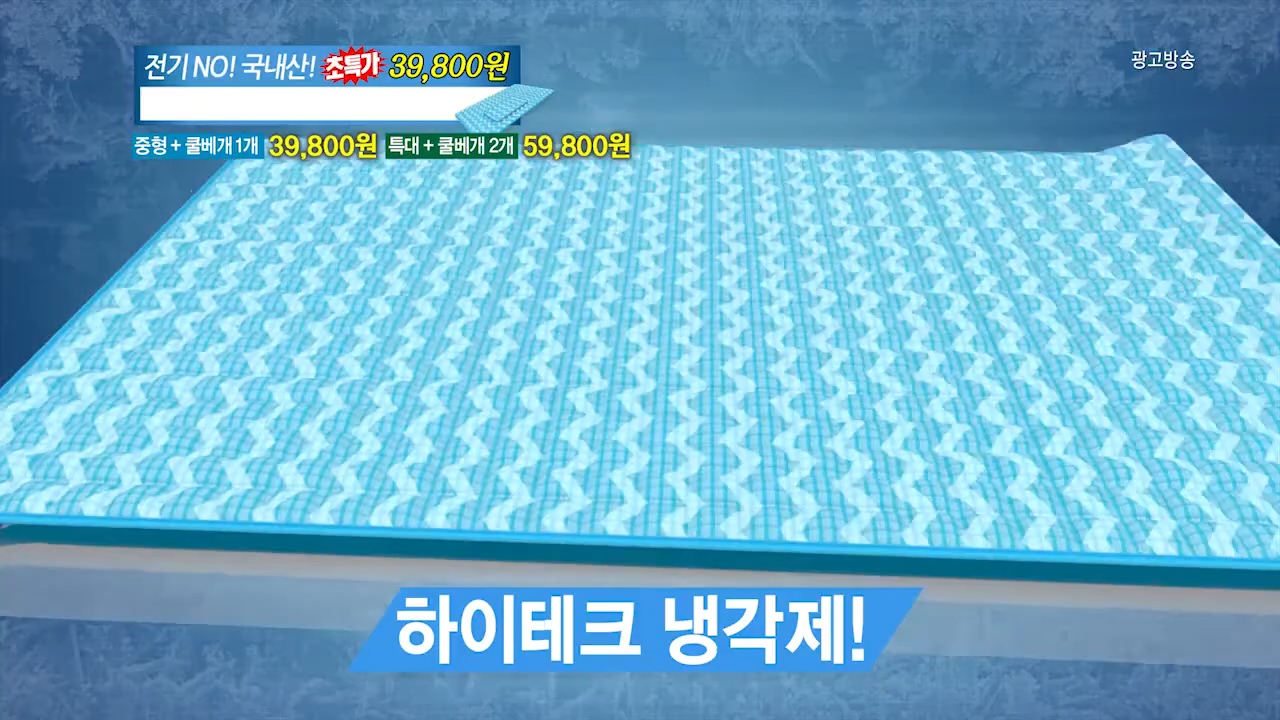 전기 NO! 국내산! 초특가 39,800원
광고방송
중형 + 쿨베개 1개 39,800원 특대 + 쿨베개 2개 59,800원
하이테크 냉각제!